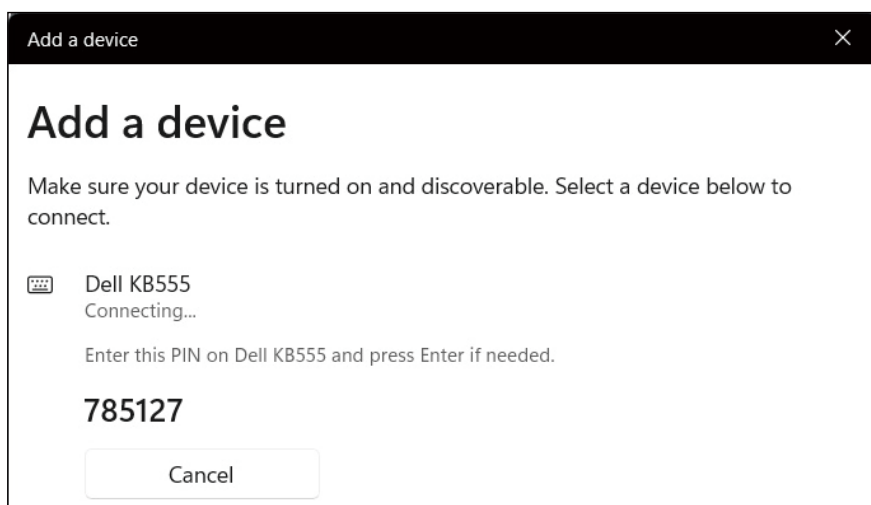 Add a device
Add a device
Make sure your device is turned on and discoverable. Select a device below to
connect.
Dell KB555
Connecting...
Enter this PIN on Dell KB555 and press Enter if needed.
785127
Cancel